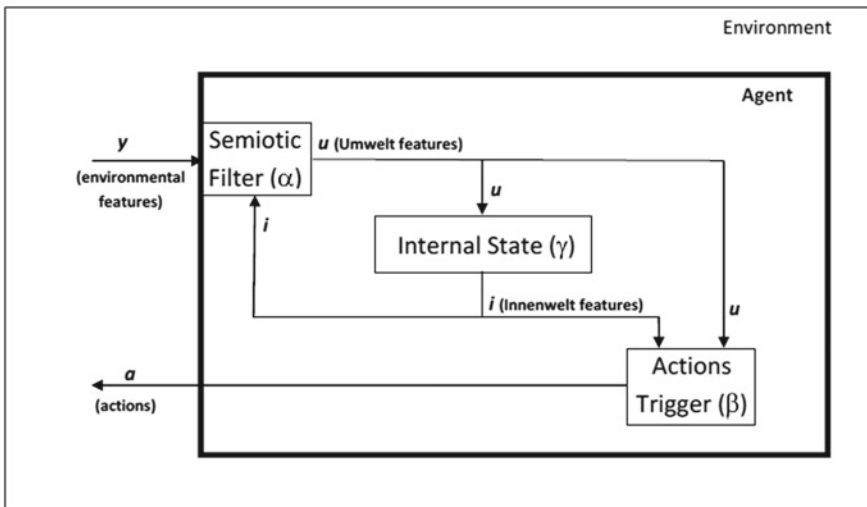 Environment
Agent
Semiotic
Filter (α)
u (Umwelt features)
y
(environmental
features)
u
i
Internal State (γ)
i (Innenwelt features)
u
Actions
Trigger (β)
a
(actions)